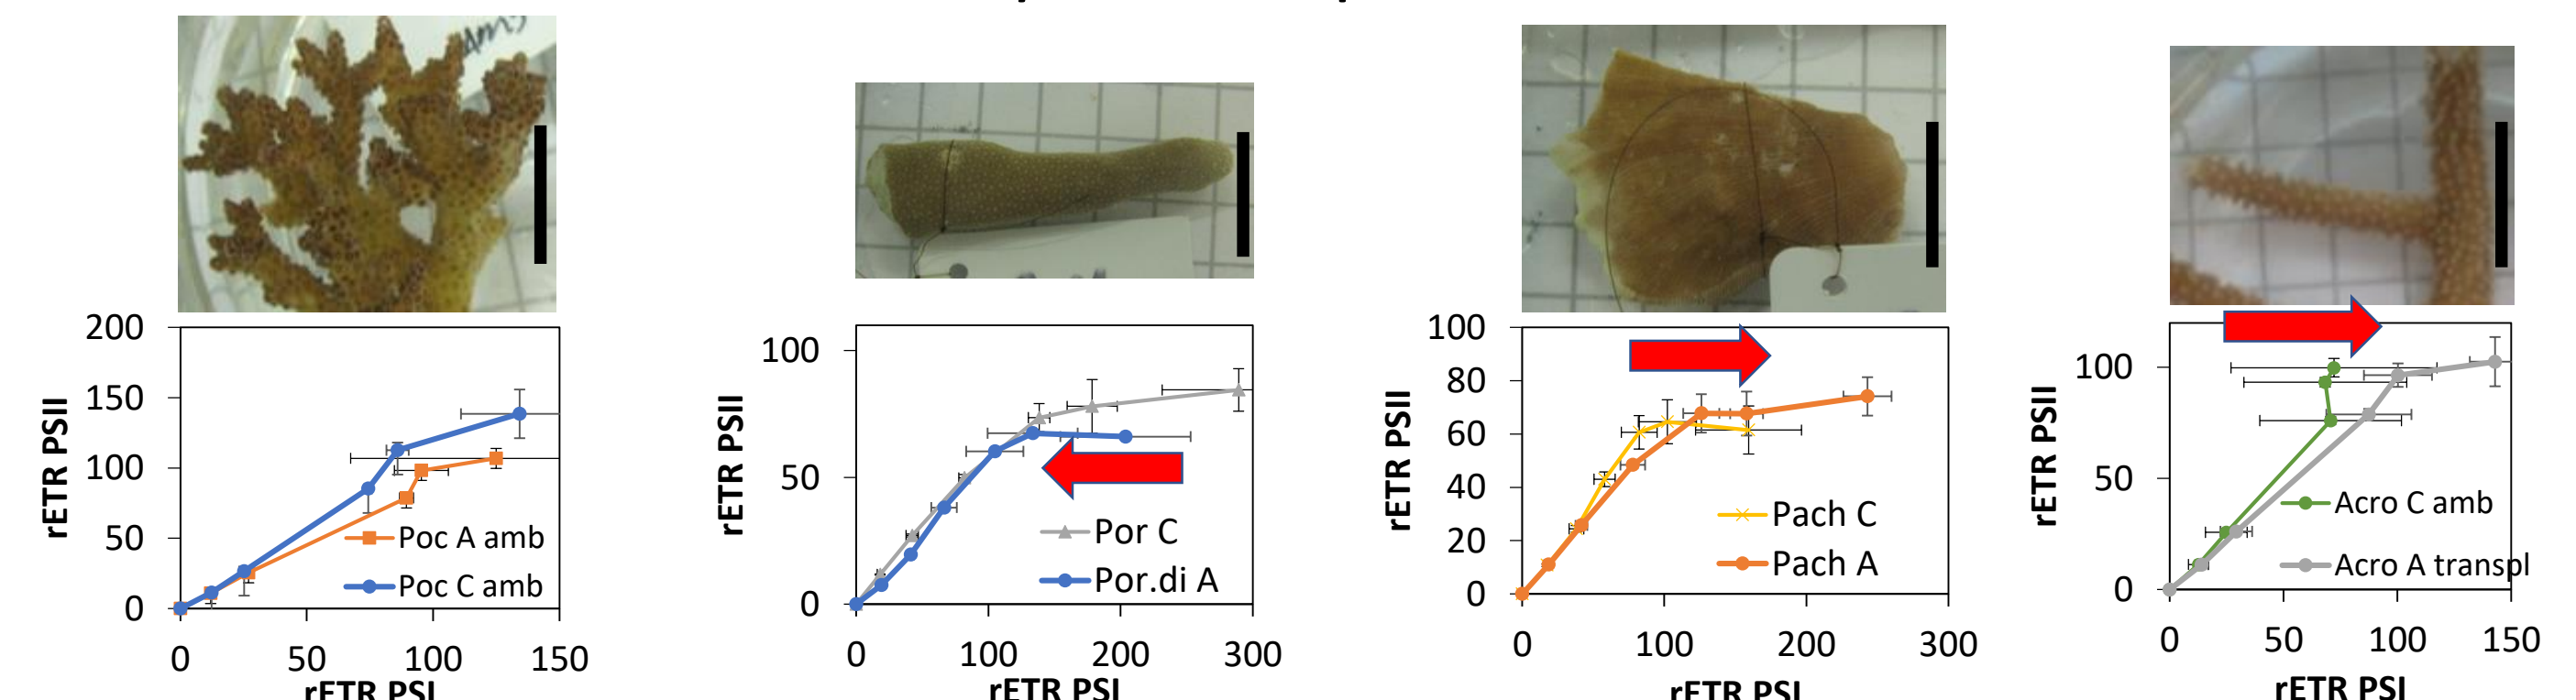 200
150
100
50
0
rETR PSII
Poc A amb
Poc C amb
0 50 100 150
rETR PSI
100
50
0
rETR PSII
Por C
Por.di A
0 100 200 300
rETR PSI
100
80
60
40
20
0
rETR PSII
Pach C
Pach A
0 100 200 300
rETR PSI
100
50
0
rETR PSII
Acro C amb
Acro A transpl
0 50 100 150
rETR PSI